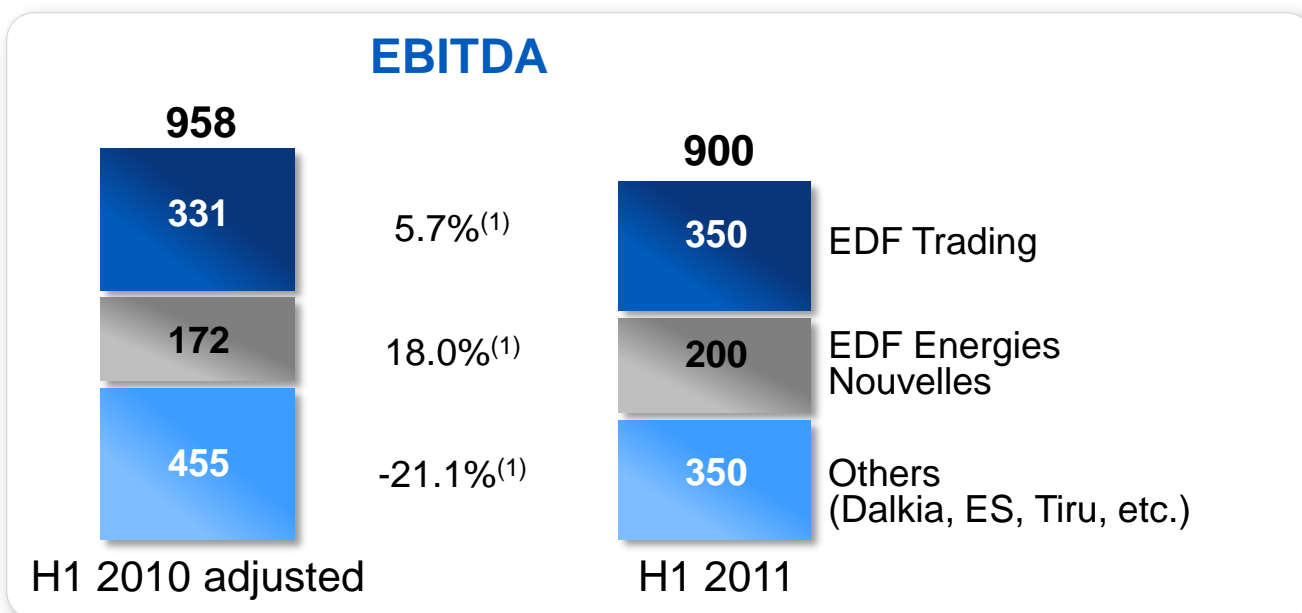 EBITDA
958
900
331
5.7%(1)
350
EDF Trading
172
18.0%(1)
200
EDF Energies
Nouvelles
455
-21.1%(1)
350
Others
(Dalkia, ES, Tiru, etc.)
H1 2010 adjusted
H1 2011